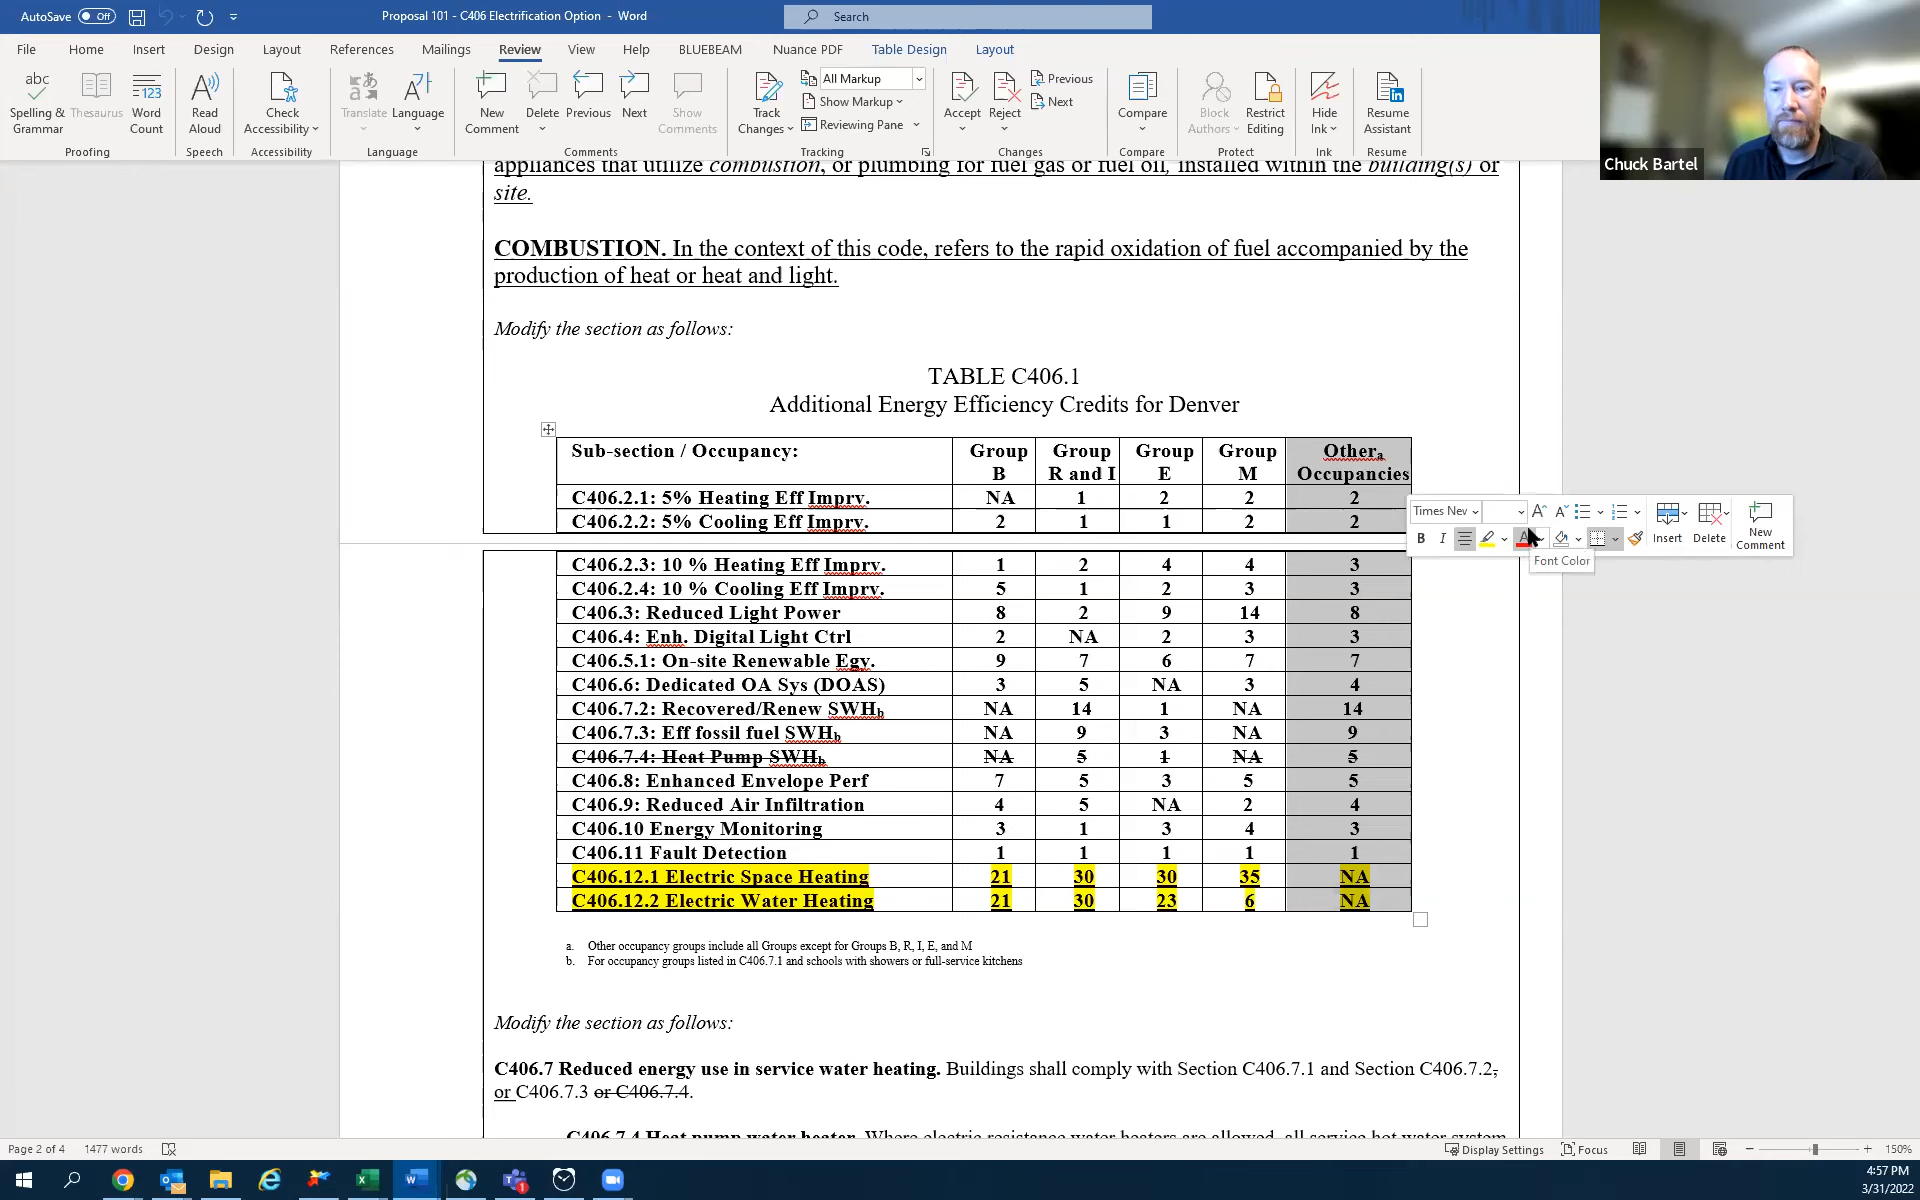 AutoSave Off
Proposal 101 - C406 Electrification Option - Word
Search
File Home Insert Design Layout References Mailings Review View Help BLUEBEAM Nuance PDF Table Design Layout
Spelling & Grammar
Thesaurus
Word Count
Proofing
Read Aloud
Speech
Check Accessibility
Accessibility
Translate
Language
Language
New Comment
Delete
Previous
Next
Show Comments
Comments
Track Changes
All Markup
Show Markup
Reviewing Pane
Tracking
Accept
Reject
Previous
Next
Changes
Compare
Compare
Block Authors
Restrict Editing
Protect
Hide Ink
Ink
Resume Assistant
Resume
Chuck Bartel
appliances that utilize combustion, or plumbing for fuel gas or fuel oil, installed within the building(s) or
site.
COMBUSTION. In the context of this code, refers to the rapid oxidation of fuel accompanied by the
production of heat or heat and light.
Modify the section as follows:
TABLE C406.1
Additional Energy Efficiency Credits for Denver
Sub-section / Occupancy: Group B Group R and I Group E Group M Othera Occupancies
C406.2.1: 5% Heating Eff Imprv. NA 1 2 2 2
C406.2.2: 5% Cooling Eff Imprv. 2 1 1 2 2
C406.2.3: 10 % Heating Eff Imprv. 1 2 4 4 3
C406.2.4: 10 % Cooling Eff Imprv. 5 1 2 3 3
C406.3: Reduced Light Power 8 2 9 14 8
C406.4: Enh. Digital Light Ctrl 2 NA 2 3 3
C406.5.1: On-site Renewable Egy. 9 7 6 7 7
C406.6: Dedicated OA Sys (DOAS) 3 5 NA 3 4
C406.7.2: Recovered/Renew SWHb NA 14 1 NA 14
C406.7.3: Eff fossil fuel SWHb NA 9 3 NA 9
C406.7.4: Heat Pump SWHb NA 5 1 NA 5
C406.8: Enhanced Envelope Perf 7 5 3 5 5
C406.9: Reduced Air Infiltration 4 5 NA 2 4
C406.10 Energy Monitoring 3 1 3 4 3
C406.11 Fault Detection 1 1 1 1 1
C406.12.1 Electric Space Heating 21 30 30 35 NA
C406.12.2 Electric Water Heating 21 30 23 6 NA
Times Nev
B I
Insert Delete New Comment
Font Color
a. Other occupancy groups include all Groups except for Groups B, R, I, E, and M
b. For occupancy groups listed in C406.7.1 and schools with showers or full-service kitchens
Modify the section as follows:
C406.7 Reduced energy use in service water heating. Buildings shall comply with Section C406.7.1 and Section C406.7.2,
or C406.7.3 or C406.7.4.
C406.7.4 Heat pump water heater. Where electric resistance water heaters are allowed, all service hot water system
Page 2 of 4 1477 words
Display Settings Focus 150%
4:57 PM
3/31/2022